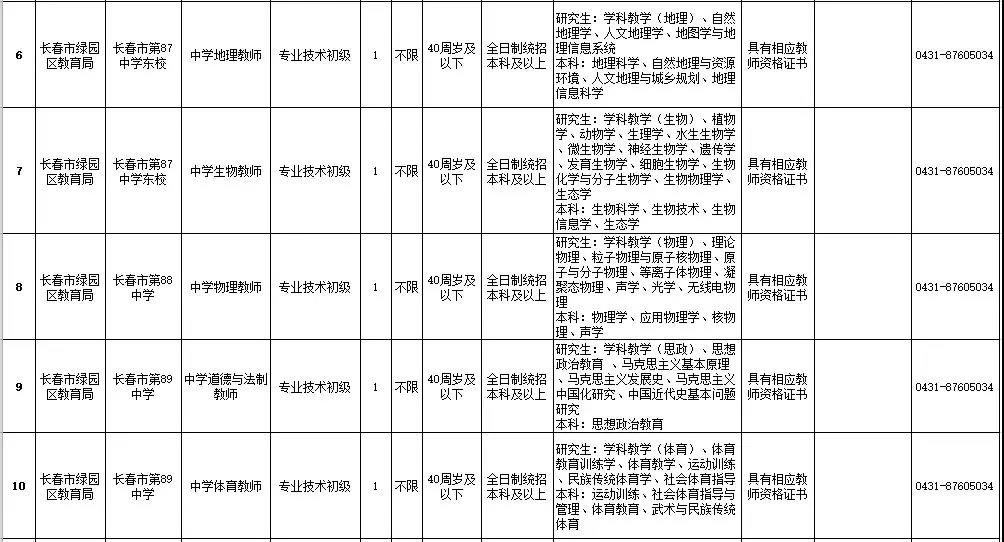 6
长春市绿园
区教育局
长春市第87
中学东校
中学地理教师
专业技术初级
1
不限
40周岁及
以下
全日制统招
本科及以上
研究生：学科教学（地理）、自然
地理学、人文地理学、地图学与地
理信息系统
本科：地理科学、自然地理与资源
环境、人文地理与城乡规划、地理
信息科学
具有相应教
师资格证书
0431-87605034
7
长春市绿园
区教育局
长春市第87
中学东校
中学生物教师
专业技术初级
1
不限
40周岁及
以下
全日制统招
本科及以上
研究生：学科教学（生物）、植物
学、动物学、生理学、水生生物学
、微生物学、神经生物学、遗传学
、发育生物学、细胞生物学、生物
化学与分子生物学、生物物理学、
生态学
本科：生物科学、生物技术、生物
信息学、生态学
具有相应教
师资格证书
0431-87605034
8
长春市绿园
区教育局
长春市第88
中学
中学物理教师
专业技术初级
1
不限
40周岁及
以下
全日制统招
本科及以上
研究生：学科教学（物理）、理论
物理、粒子物理与原子核物理、原
子与分子物理、等离子体物理、凝
聚态物理、声学、光学、无线电物
理
本科：物理学、应用物理学、核物
理、声学
具有相应教
师资格证书
0431-87605034
9
长春市绿园
区教育局
长春市第89
中学
中学道德与法制
教师
专业技术初级
1
不限
40周岁及
以下
全日制统招
本科及以上
研究生：学科教学（思政）、思想
政治教育 、马克思主义基本原理
、马克思主义发展史、马克思主义
中国化研究、中国近代史基本问题
研究
本科：思想政治教育
具有相应教
师资格证书
0431-87605034
10
长春市绿园
区教育局
长春市第89
中学
中学体育教师
专业技术初级
1
不限
40周岁及
以下
全日制统招
本科及以上
研究生：学科教学（体育）、体育
教育训练学、体育教学、运动训练
、民族传统体育学、社会体育指导
本科：运动训练、社会体育指导与
管理、体育教育、武术与民族传统
体育
具有相应教
师资格证书
0431-87605034